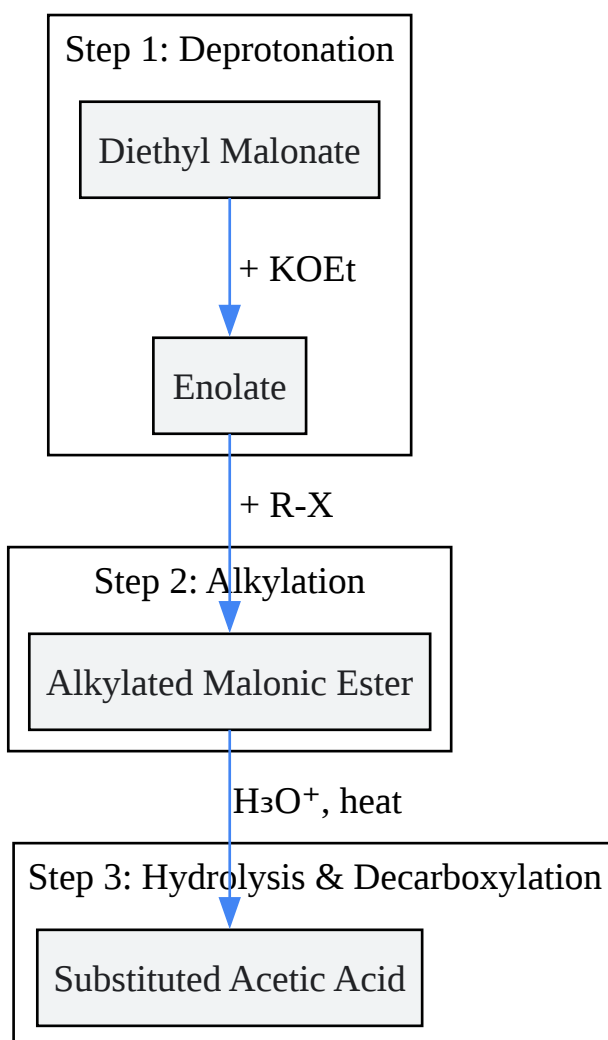 Step 1: Deprotonation
Diethyl Malonate
+ KOEt
Enolate
+ R-X
Step 2: Alkylation
Alkylated Malonic Ester
H₃O⁺, heat
Step 3: Hydrolysis & Decarboxylation
Substituted Acetic Acid